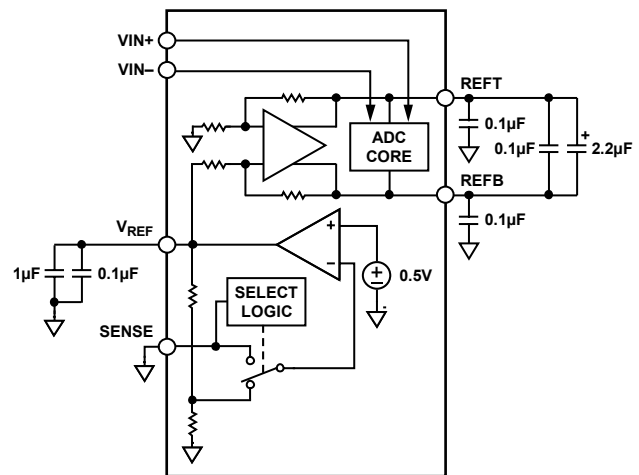 VIN+
VIN–
REFT
ADC
CORE
0.1µF
0.1µF
+
2.2µF
REFB
0.1µF
VREF
+
–
0.5V
1µF
0.1µF
SELECT
LOGIC
SENSE